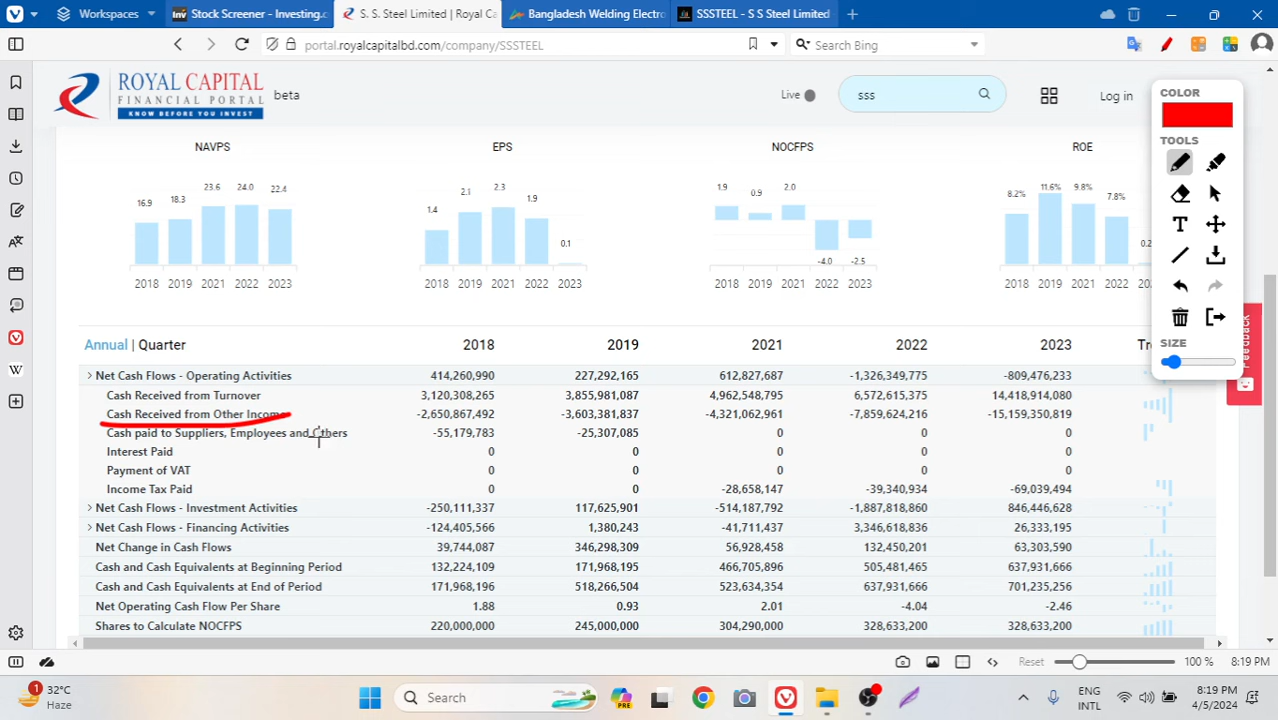 Workspaces
Stock Screener - Investing.c
S. S. Steel Limited | Royal Ca
Bangladesh Welding Electro
SSSTEEL - S S Steel Limited
portal.royalcapitalbd.com/company/SSSTEEL
Search Bing
ROYAL CAPITAL
FINANCIAL PORTAL
KNOW BEFORE YOU INVEST
beta
Live
sss
Log in
COLOR
TOOLS
SIZE
Feedback
NAVPS EPS NOCFPS ROE
16.9 18.3 23.6 24.0 22.4
1.4 2.1 2.3 1.9 0.1
1.9 0.9 2.0 -4.0 -2.5
8.2% 11.6% 9.8% 7.8% 0.2
2018 2019 2021 2022 2023
2018 2019 2021 2022 2023
2018 2019 2021 2022 2023
2018 2019 2021 2022
Annual | Quarter 2018 2019 2021 2022 2023
Net Cash Flows - Operating Activities 414,260,990 227,292,165 612,827,687 -1,326,349,775 -809,476,233
Cash Received from Turnover 3,120,308,265 3,855,981,087 4,962,548,795 6,572,615,375 14,418,944,040
Cash Received from Other Income -2,650,867,492 -3,603,381,837 -4,321,062,961 -7,859,624,216 -15,159,350,819
Cash paid to Suppliers, Employees and Others -55,179,783 -25,307,085 0 0 0
Interest Paid 0 0 0 0 0
Payment of VAT 0 0 0 0 0
Income Tax Paid 0 0 -28,658,147 -39,340,934 -69,039,494
Net Cash Flows - Investment Activities -250,111,337 117,625,901 -514,187,792 -1,887,818,860 846,446,628
Net Cash Flows - Financing Activities -124,405,566 1,380,243 -41,711,437 3,346,618,836 26,333,195
Net Change in Cash Flows 39,744,087 346,298,309 56,928,458 132,450,201 63,303,590
Cash and Cash Equivalents at Beginning Period 132,224,109 171,968,195 466,705,896 505,481,465 637,931,666
Cash and Cash Equivalents at End of Period 171,968,196 518,266,504 523,634,354 637,931,666 701,235,256
Net Operating Cash Flow Per Share 1.88 0.93 2.01 -4.04 -2.46
Shares to Calculate NOCFPS 220,000,000 245,000,000 304,290,000 328,633,200 328,633,200
Reset
100 %
8:19 PM
1
32°C
Haze
Search
PRE
ENG
INTL
8:19 PM
4/5/2024